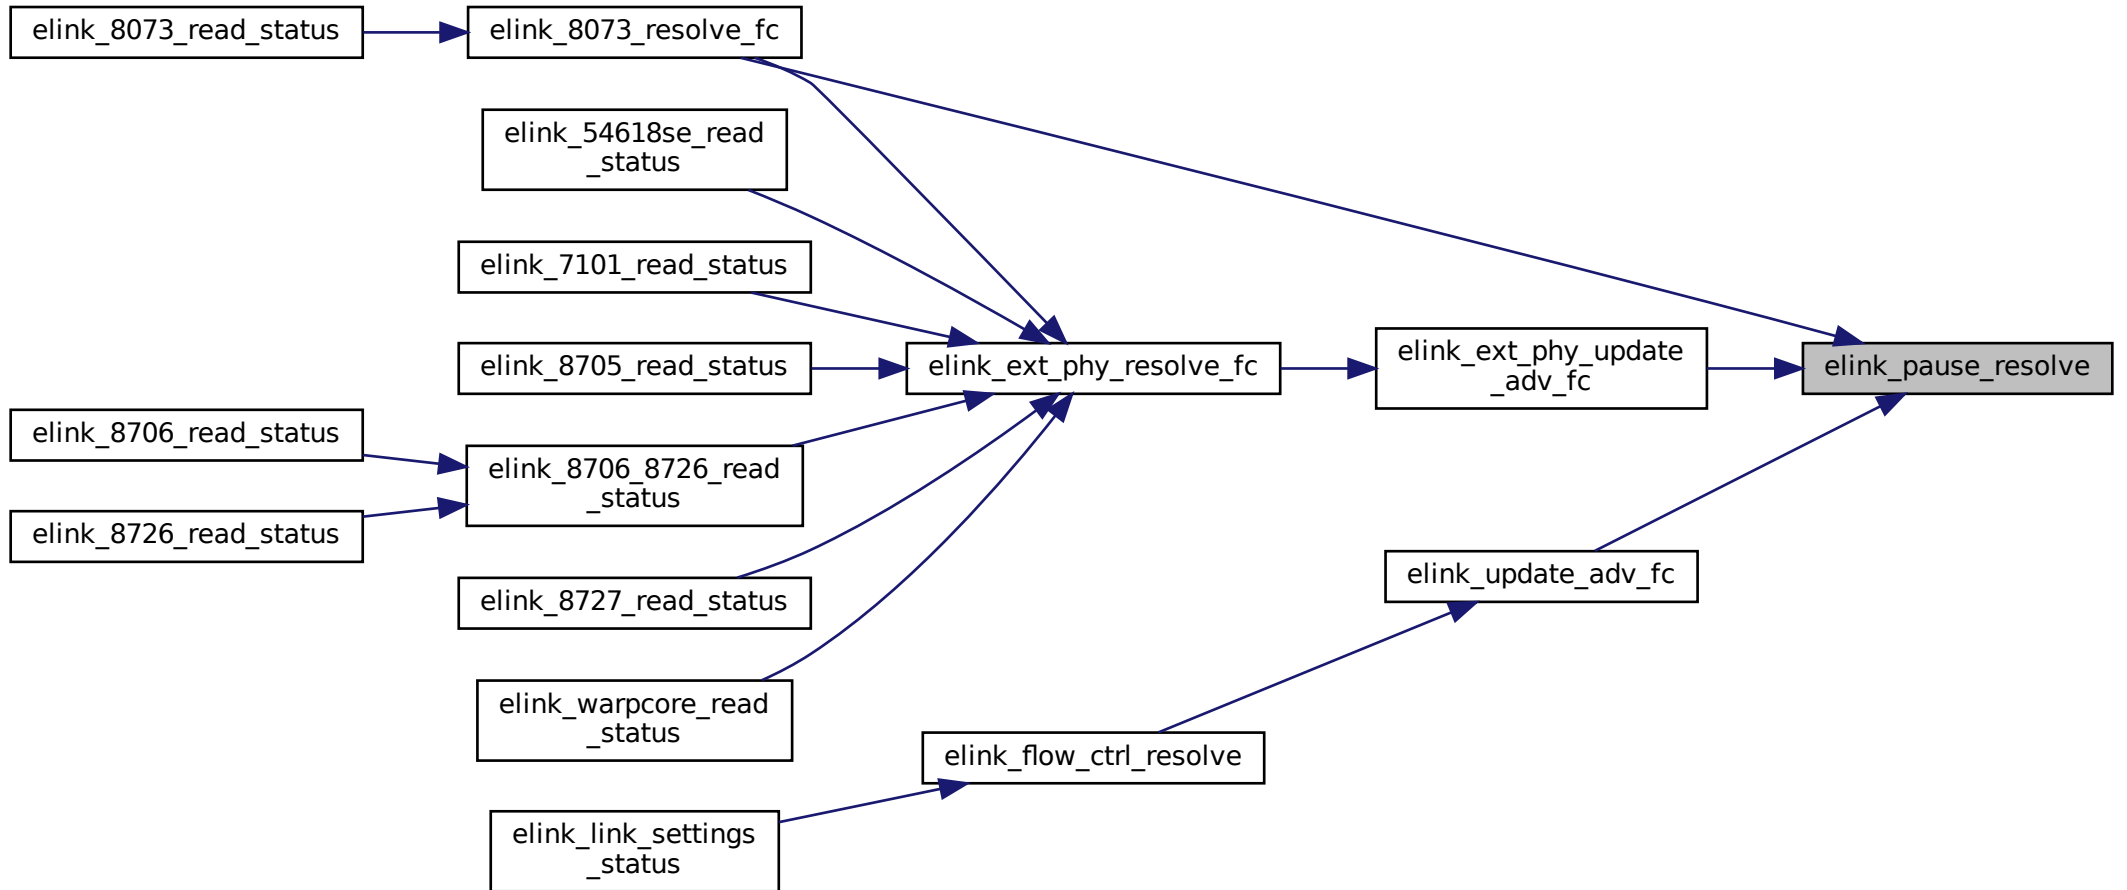 elink_8073_read_status
elink_8073_resolve_fc
elink_54618se_read
_status
elink_7101_read_status
elink_8705_read_status
elink_ext_phy_resolve_fc
elink_ext_phy_update
_adv_fc
elink_pause_resolve
elink_8706_read_status
elink_8706_8726_read
_status
elink_8726_read_status
elink_8727_read_status
elink_update_adv_fc
elink_warpcore_read
_status
elink_flow_ctrl_resolve
elink_link_settings
_status